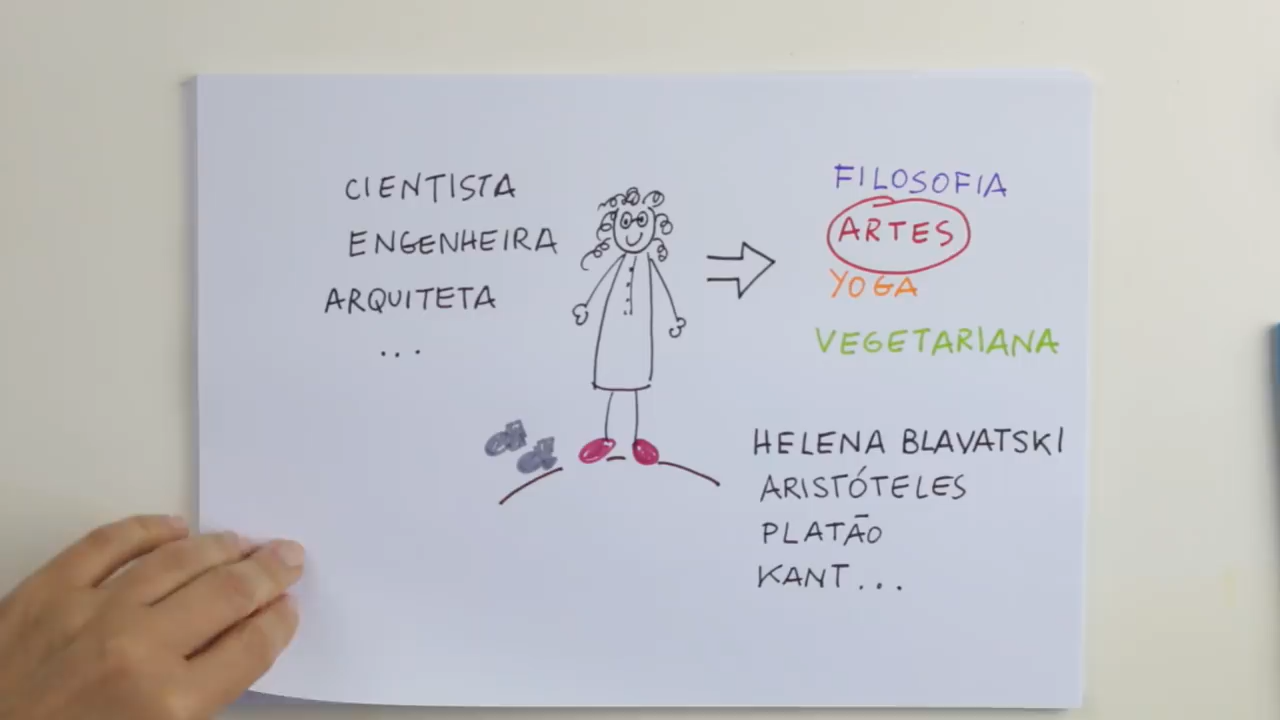 CIENTISTA
ENGENHEIRA
ARQUITETA
...
FILOSOFIA
ARTES
YOGA
VEGETARIANA
HELENA BLAVATSKI
ARISTÓTELES
PLATÃO
KANT...